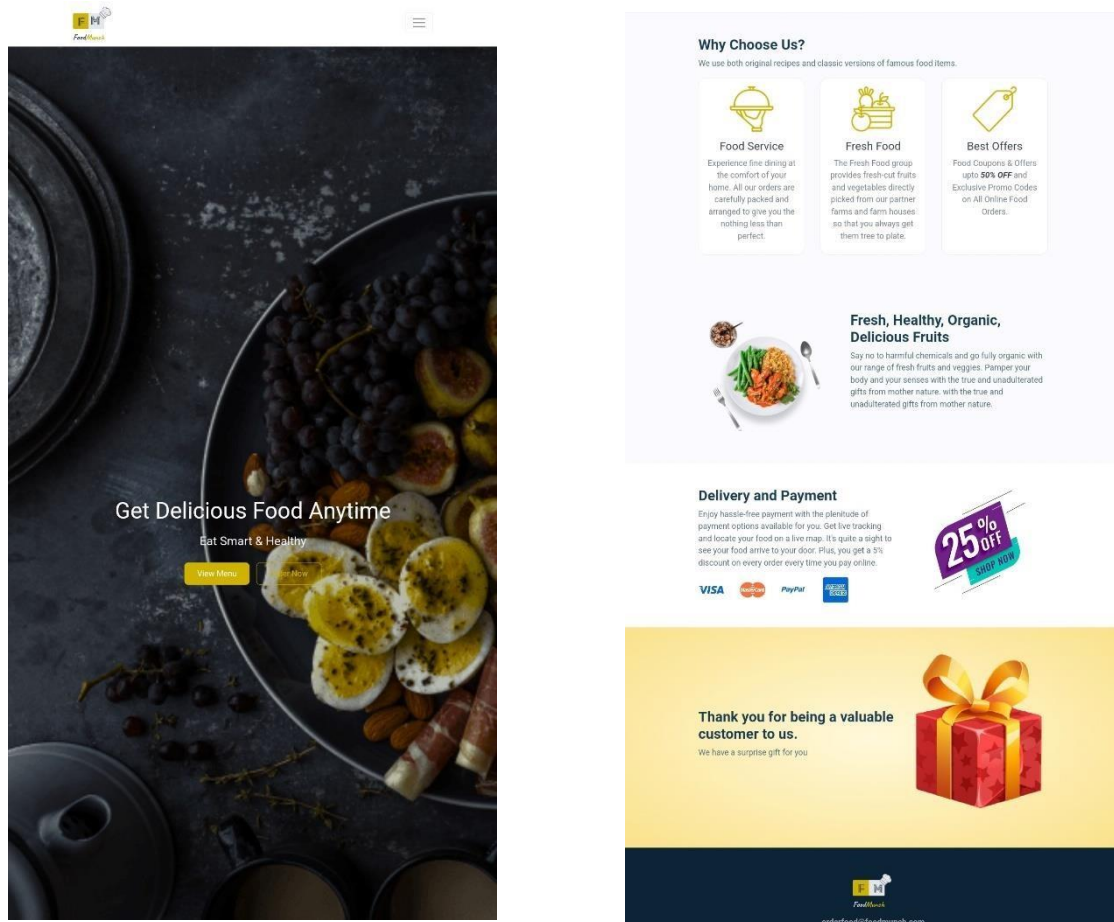 F M
FoodMunch
Get Delicious Food Anytime
Eat Smart & Healthy
View Menu
Now
Why Choose Us?
We use both original recipes and classic versions of famous food items.
Food Service
Experience fine dining at
the comfort of your
home. All our orders are
carefully packed and
arranged to give you the
nothing less than
perfect.
Fresh Food
The Fresh Food group
provides fresh-cut fruits
and vegetables directly
picked from our partner
farms and farm houses
so that you always get
them tree to plate.
Best Offers
Food Coupons & Offers
upto 50% OFF and
Exclusive Promo Codes
on All Online Food
Orders.
Fresh, Healthy, Organic,
Delicious Fruits
Say no to harmful chemicals and go fully organic with
our range of fresh fruits and veggies. Pamper your
body and your senses with the true and unadulterated
gifts from mother nature. with the true and
unadulterated gifts from mother nature.
Delivery and Payment
Enjoy hassle-free payment with the plenitude of
payment options available for you. Get live tracking
and locate your food on a live map. It's quite a sight to
see your food arrive to your door. Plus, you get a 5%
discount on every order every time you pay online.
VISA MasterCard PayPal AMERICAN EXPRESS
25% OFF
SHOP NOW
Thank you for being a valuable
customer to us.
We have a surprise gift for you
F M
FoodMunch
orderfood@foodmunch.com